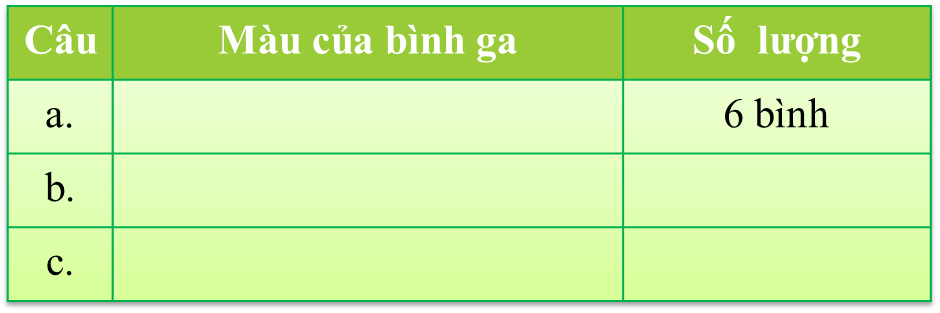 Câu Màu của bình ga Số lượng
a. 6 bình
b.
c.